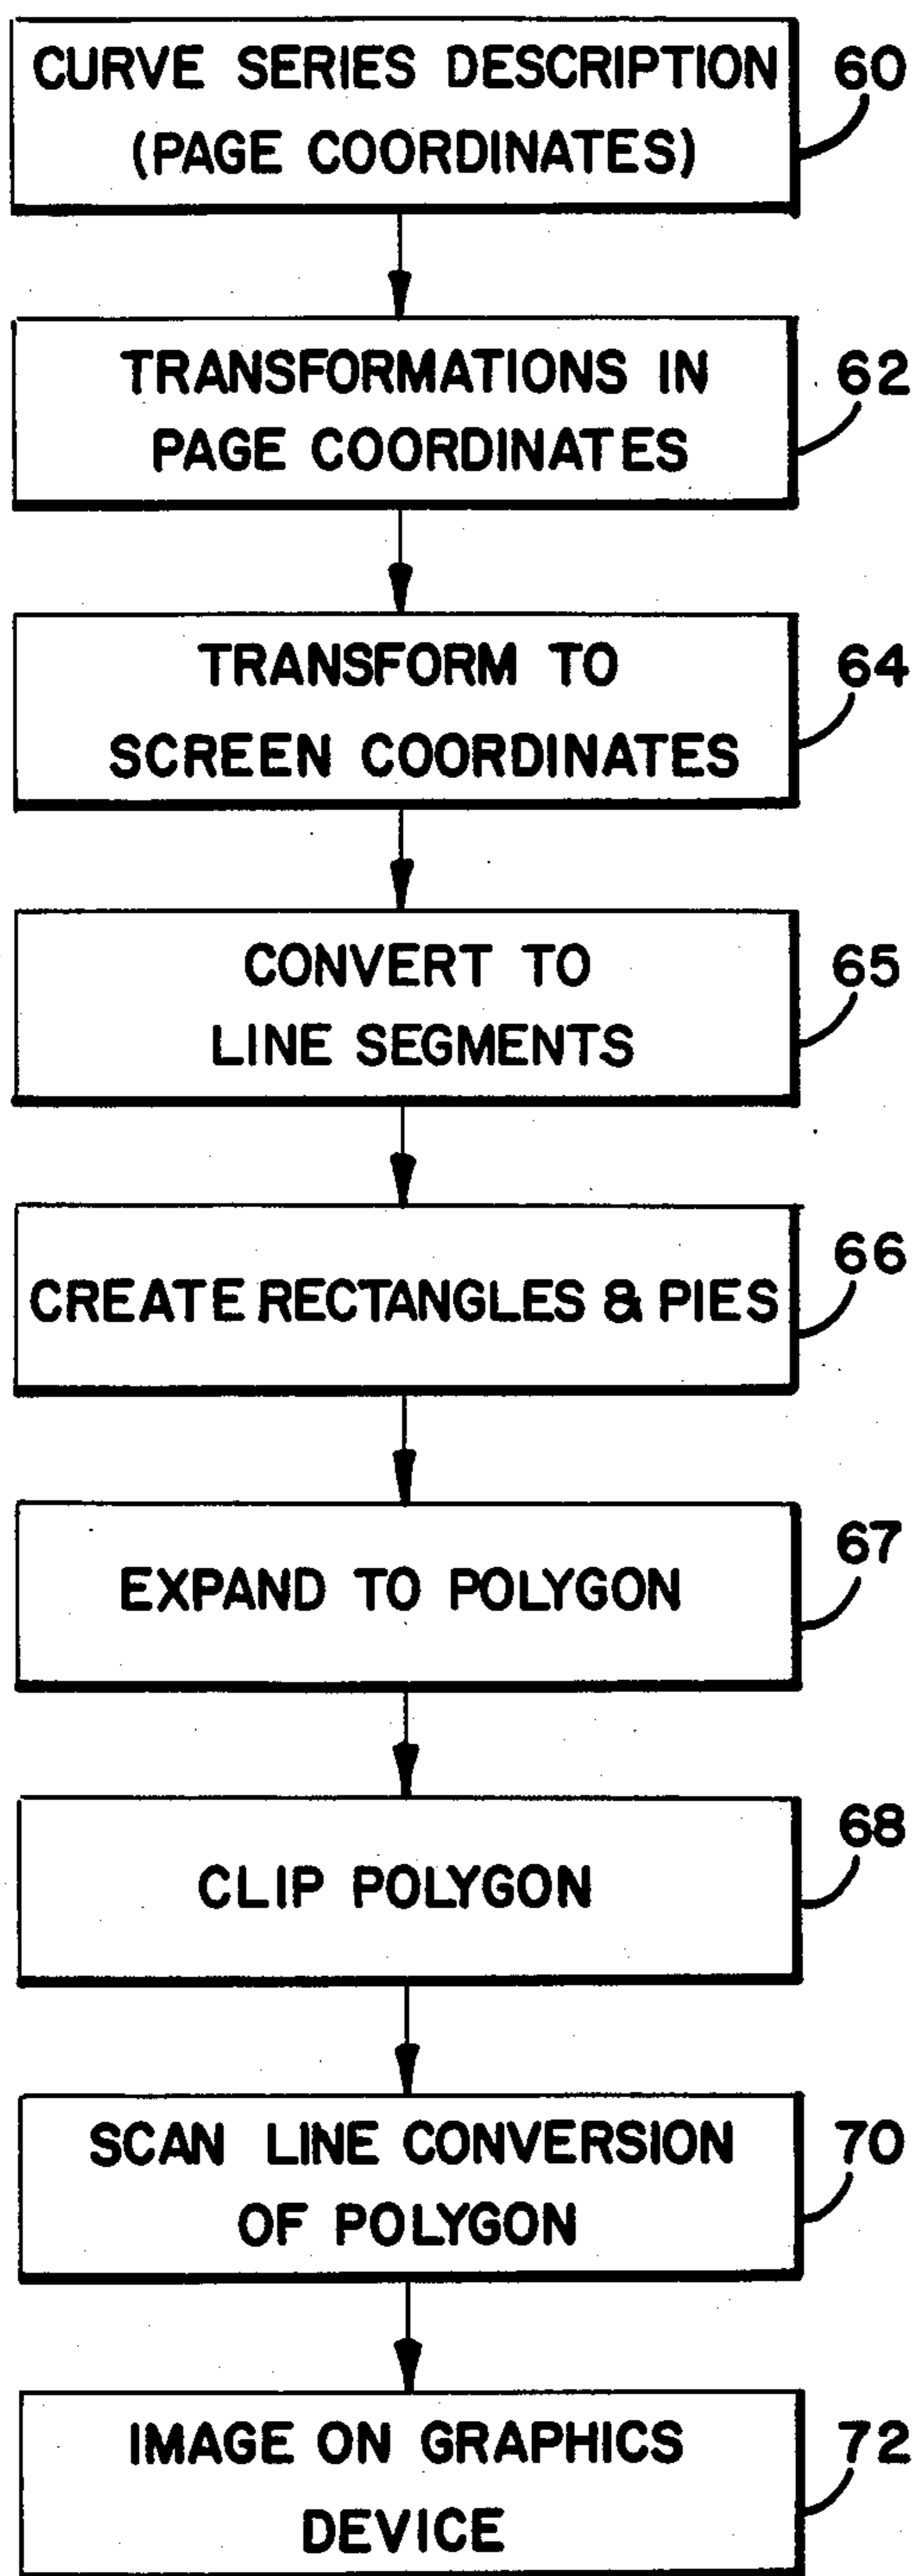 CURVE SERIES DESCRIPTION
(PAGE COORDINATES)
60
TRANSFORMATIONS IN
PAGE COORDINATES
62
TRANSFORM TO
SCREEN COORDINATES
64
CONVERT TO
LINE SEGMENTS
65
CREATE RECTANGLES & PIES
66
EXPAND TO POLYGON
67
CLIP POLYGON
68
SCAN LINE CONVERSION
OF POLYGON
70
IMAGE ON GRAPHICS
DEVICE
72